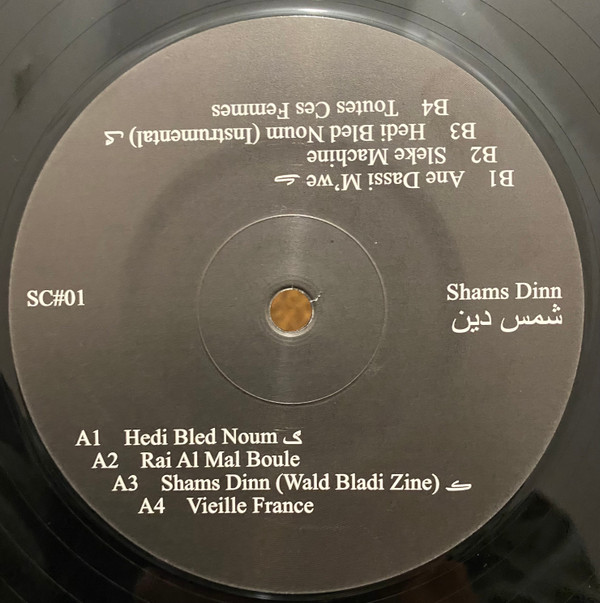 B1 Ane Dassi M'we ڪ
B2 Sleke Machine
B3 Hedi Bled Noum (Instrumental) ک
B4 Toutes Ces Femmes
SC#01
Shams Dinn
شمس دين
A1 Hedi Bled Noum ک
A2 Rai Al Mal Boule
A3 Shams Dinn (Wald Bladi Zine) ڪ
A4 Vieille France